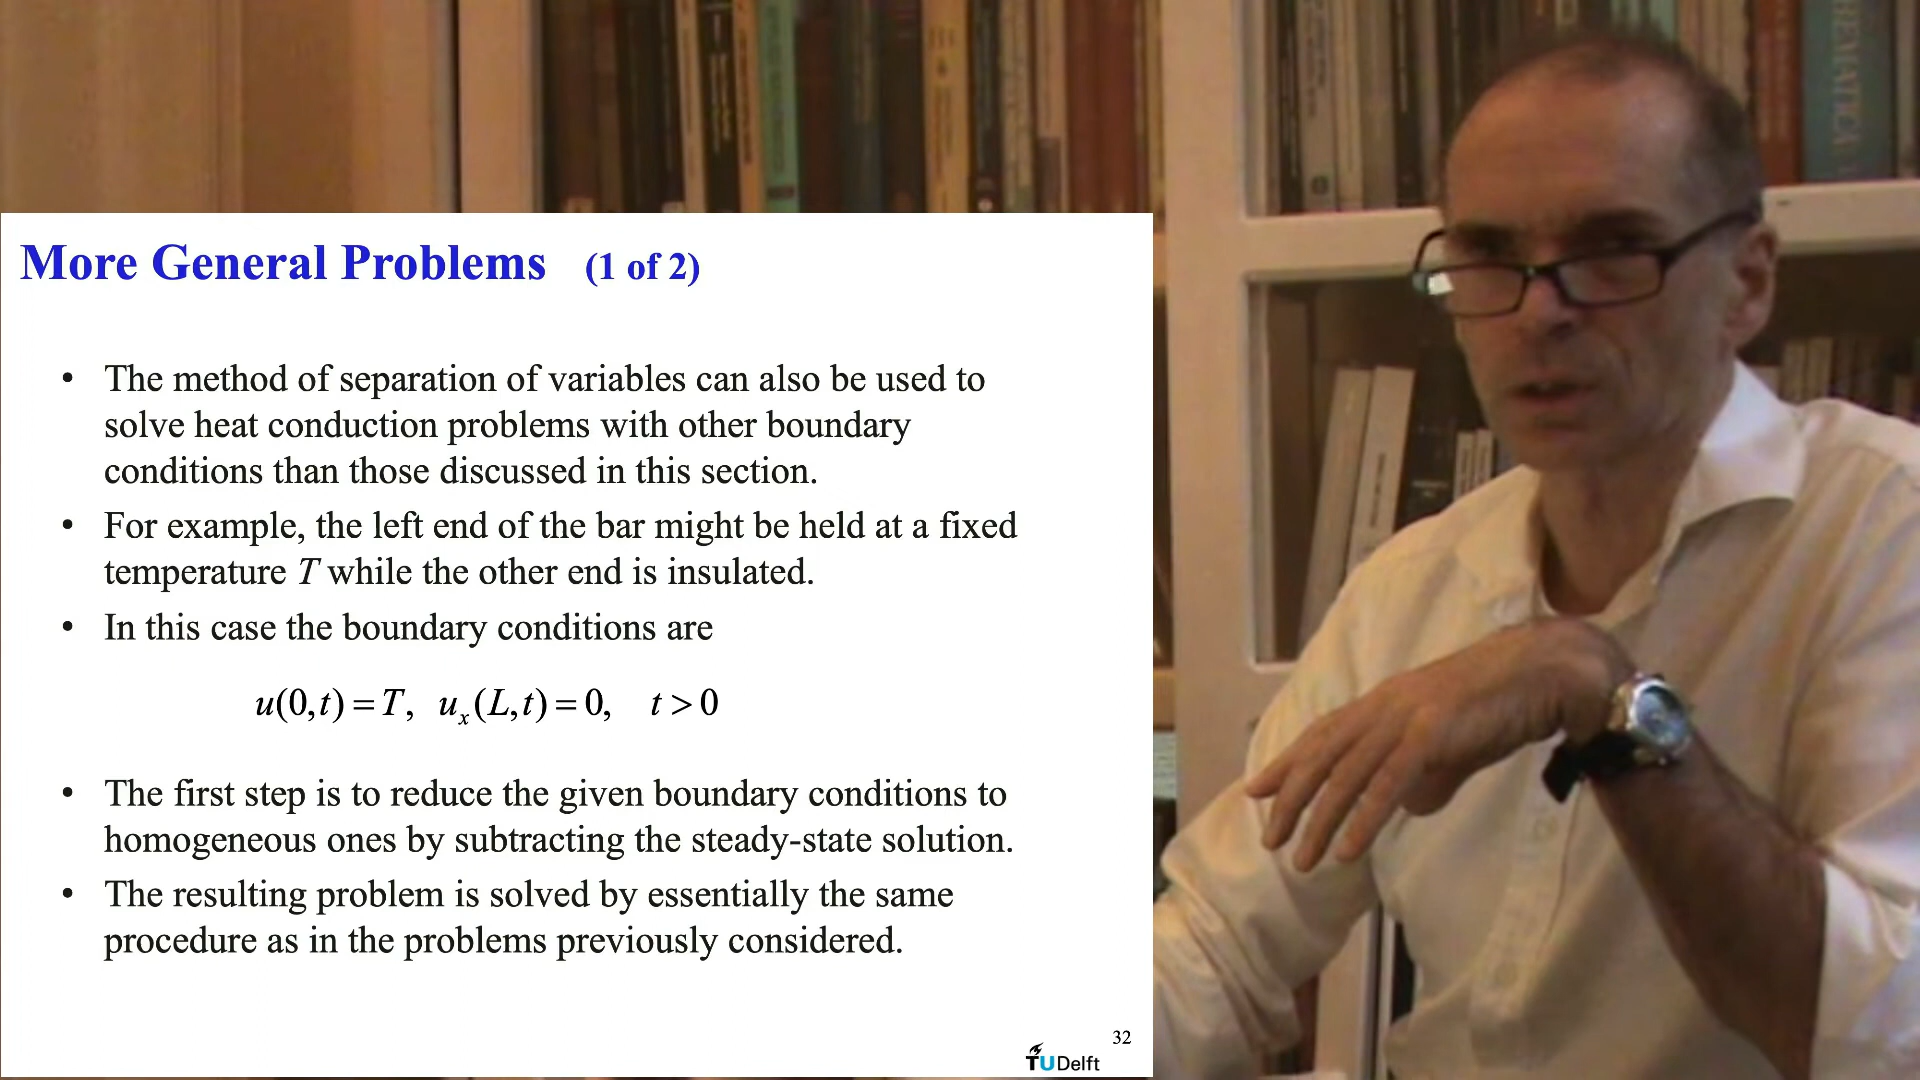 More General Problems (1 of 2)
• The method of separation of variables can also be used to
solve heat conduction problems with other boundary
conditions than those discussed in this section.
• For example, the left end of the bar might be held at a fixed
temperature T while the other end is insulated.
• In this case the boundary conditions are
u(0,t) = T, uₓ(L,t) = 0, t > 0
• The first step is to reduce the given boundary conditions to
homogeneous ones by subtracting the steady-state solution.
• The resulting problem is solved by essentially the same
procedure as in the problems previously considered.
32
TU Delft